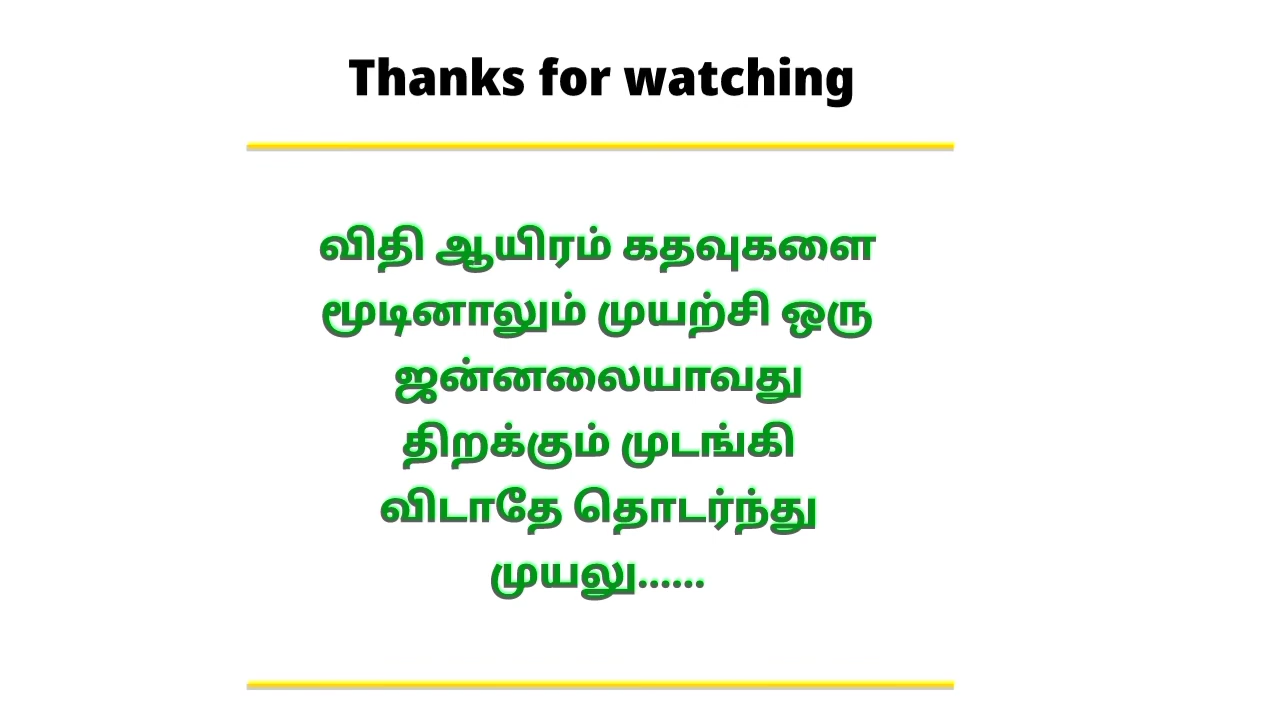 Thanks for watching
விதி ஆயிரம் கதவுகளை
மூடினாலும் முயற்சி ஒரு
ஜன்னலையாவது
திறக்கும் முடங்கி
விடாதே தொடர்ந்து
முயலு......